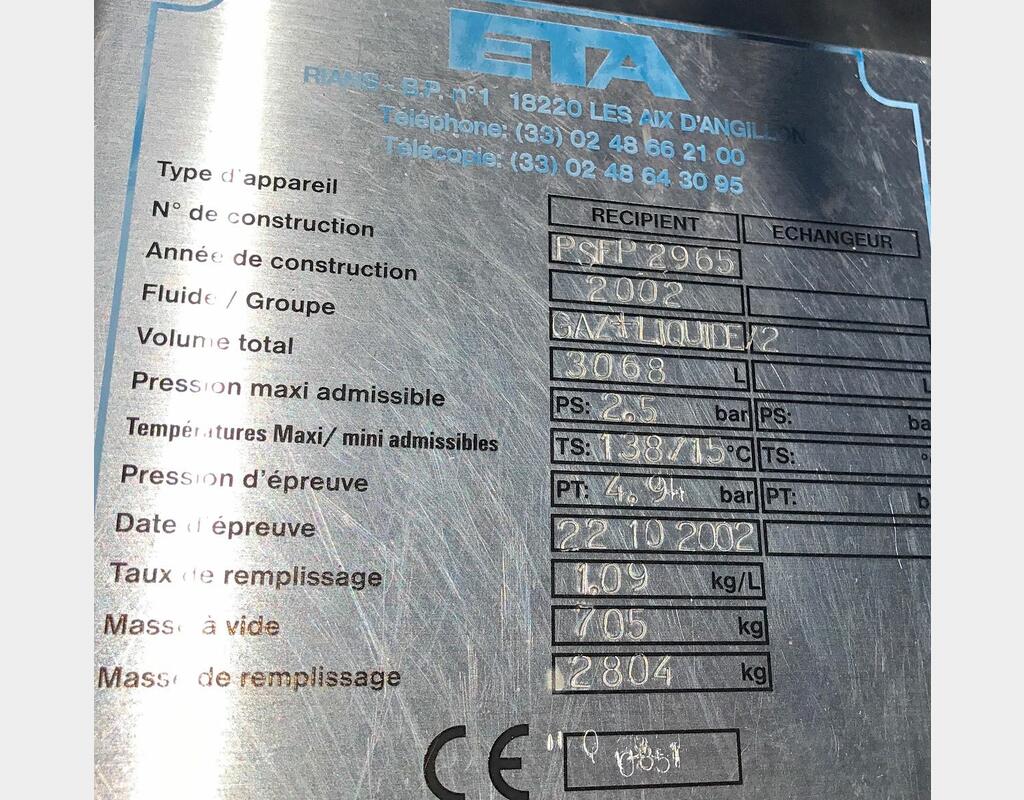 ETA
RIANS - B.P. n°1 18220 LES AIX D'ANGILLON
Téléphone: (33) 02 48 66 21 00
Télécopie: (33) 02 48 64 30 95
RECIPIENT ECHANGEUR
Type d'appareil
N° de construction PSFP 2965
Année de construction 2002
Fluide / Groupe GAZ+LIQUIDE/2
Volume total 3068 L L
Pression maxi admissible PS: 2.5 bar PS: ba
Températures Maxi/ mini admissibles TS: 138/15 °C TS: °
Pression d'épreuve PT: 4.94 bar PT: b
Date d'épreuve 22 10 2002
Taux de remplissage 1.09 kg/L
Masse à vide 705 kg
Masse de remplissage 2804 kg
CE